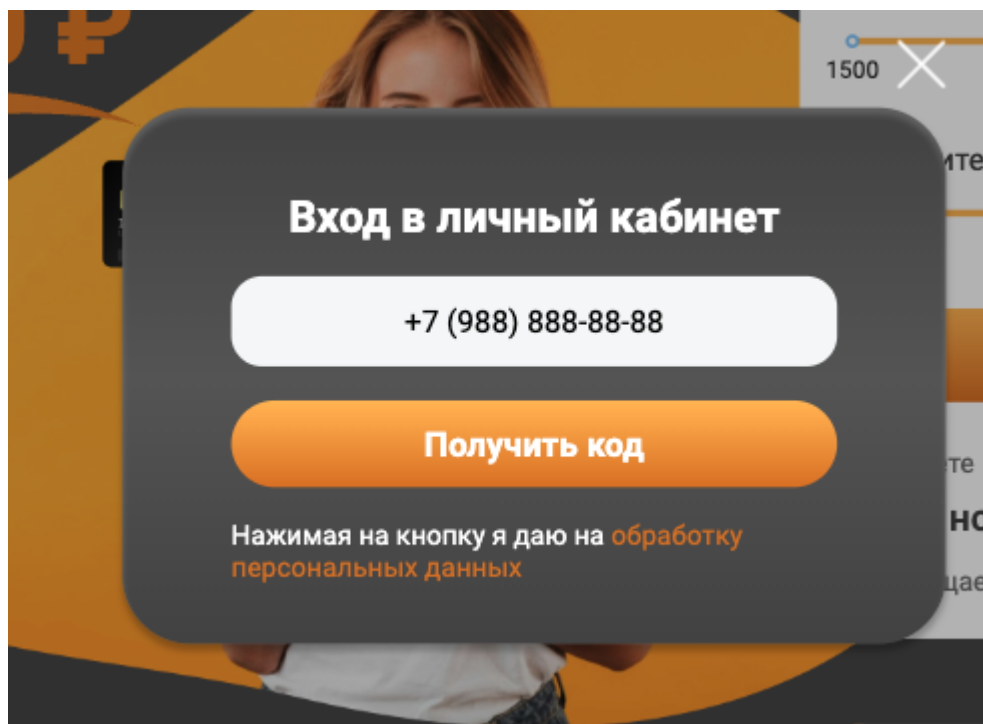 ₽
1500
Вход в личный кабинет
+7 (988) 888-88-88
Получить код
Нажимая на кнопку я даю на обработку
персональных данных